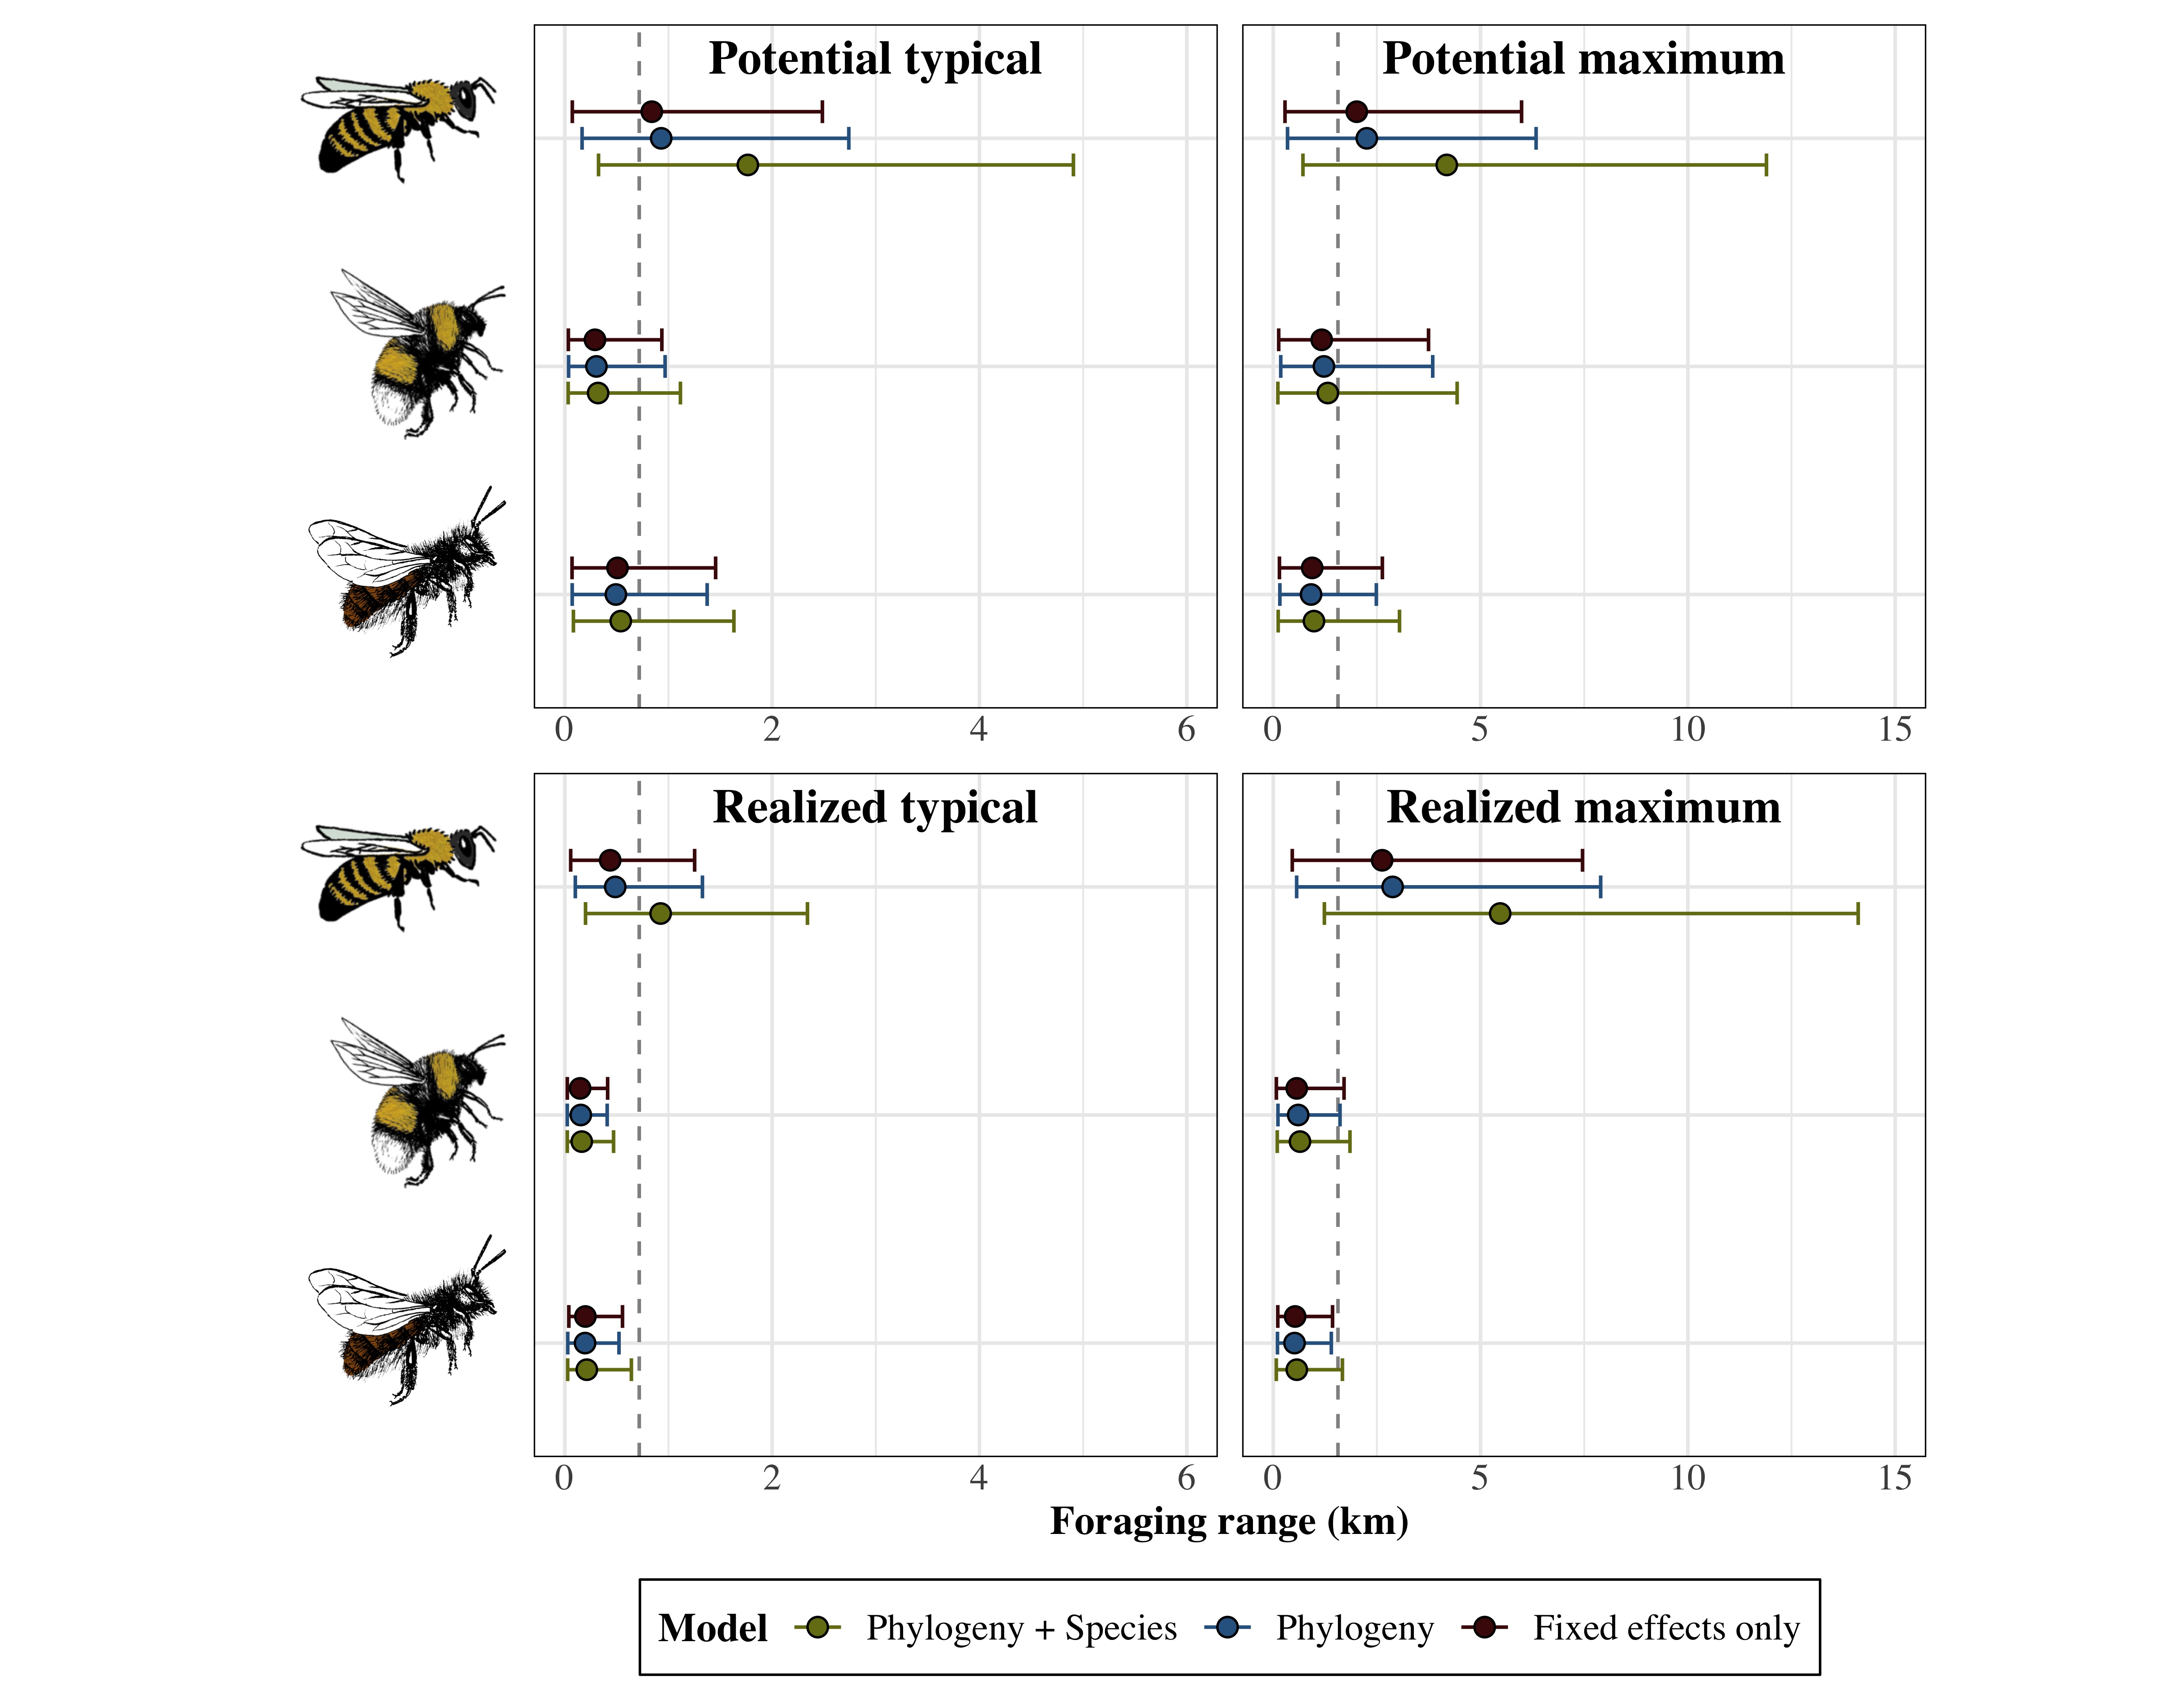 Potential typical
Potential maximum
0 2 4 6
0 5 10 15
Realized typical
Realized maximum
0 2 4 6
0 5 10 15
Foraging range (km)
Model Phylogeny + Species Phylogeny Fixed effects only